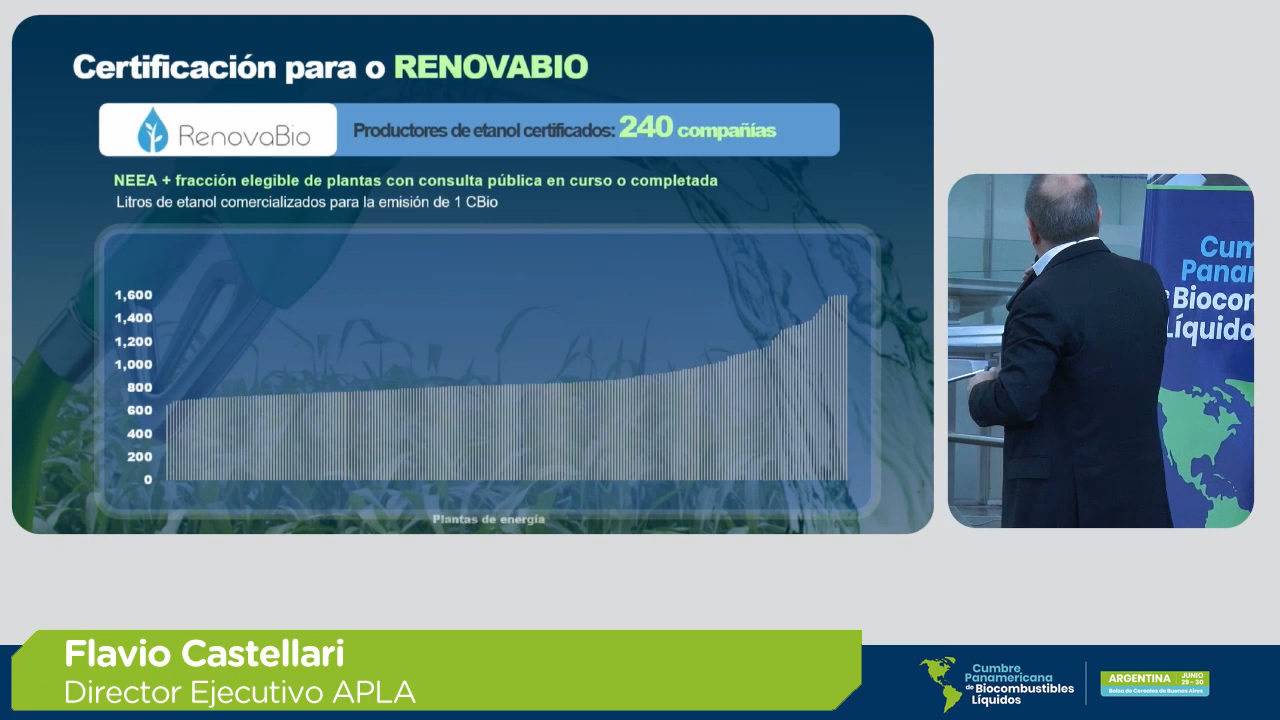 Certificación para o RENOVABIO
RenovaBio
Productores de etanol certificados: 240 compañías
NEEA + fracción elegible de plantas con consulta pública en curso o completada
Litros de etanol comercializados para la emisión de 1 CBio
1,600
1,400
1,200
1,000
800
600
400
200
0
Plantas de energía
Cum
Panar
Biocor
Líquido
Flavio Castellari
Director Ejecutivo APLA
Cumbre
Panamericana
de Biocombustibles
Líquidos
ARGENTINA
JUNIO
29 - 30
Bolsa de Cereales de Buenos Aires